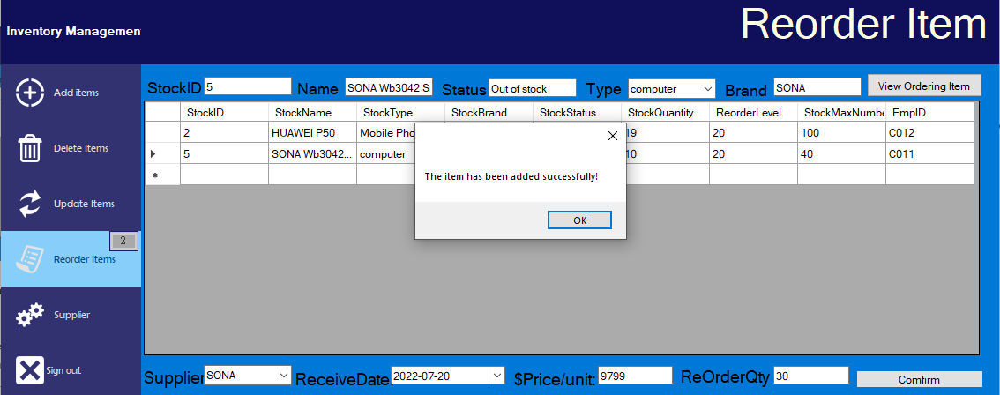 Inventory Managemen
Reorder Item
Add items
Delete Items
Update Items
2
Reorder Items
Supplier
Sign out
StockID 5 Name SONA Wb3042 S Status Out of stock Type computer Brand SONA View Ordering Item
StockID StockName StockType StockBrand StockStatus StockQuantity ReorderLevel StockMaxNumbe EmpID
2 HUAWEI P50 Mobile Pho 19 20 100 C012
5 SONA Wb3042... computer 10 20 40 C011
The item has been added successfully!
OK
Supplier SONA ReceiveDate 2022-07-20 $Price/unit: 9799 ReOrderQty 30 Comfirm